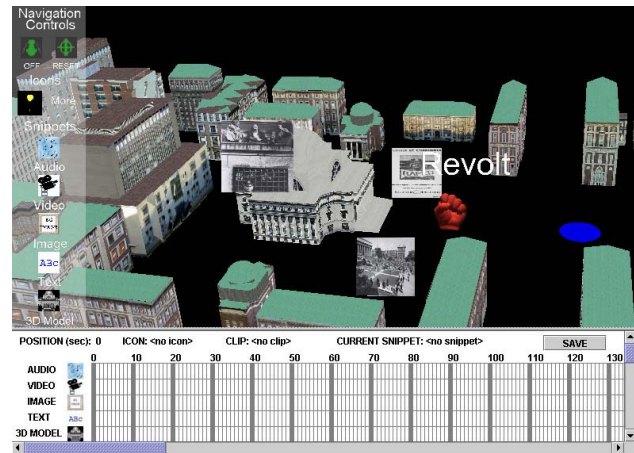 Navigation
Controls
OFF RESET
Icons
More
Snippets
Audio
Video
Image
ABc
Text
3D Model
Revolt
POSITION (sec): 0 ICON: <no icon> CLIP: <no clip> CURRENT SNIPPET: <no snippet> SAVE
0 10 20 30 40 50 60 70 80 90 100 110 120 130
AUDIO
VIDEO
IMAGE
TEXT ABc
3D MODEL